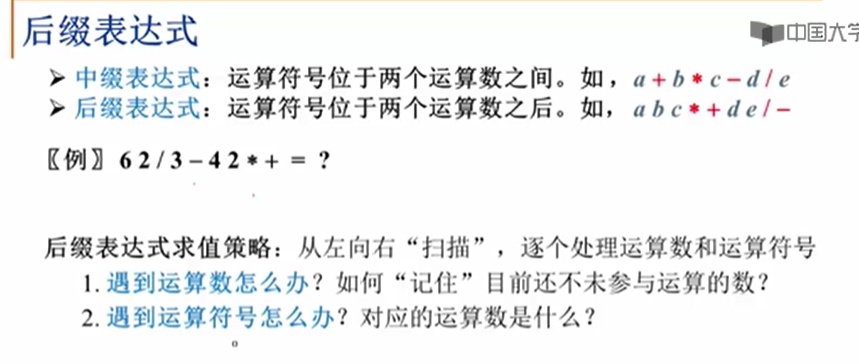 后缀表达式
中国大学
➢ 中缀表达式：运算符号位于两个运算数之间。如，a + b * c − d / e
➢ 后缀表达式：运算符号位于两个运算数之后。如，a b c * + d e / −
〖例〗 6 2 / 3 − 4 2 * + = ？
后缀表达式求值策略：从左向右“扫描”，逐个处理运算数和运算符号
1. 遇到运算数怎么办？如何“记住”目前还不未参与运算的数？
2. 遇到运算符号怎么办？对应的运算数是什么？